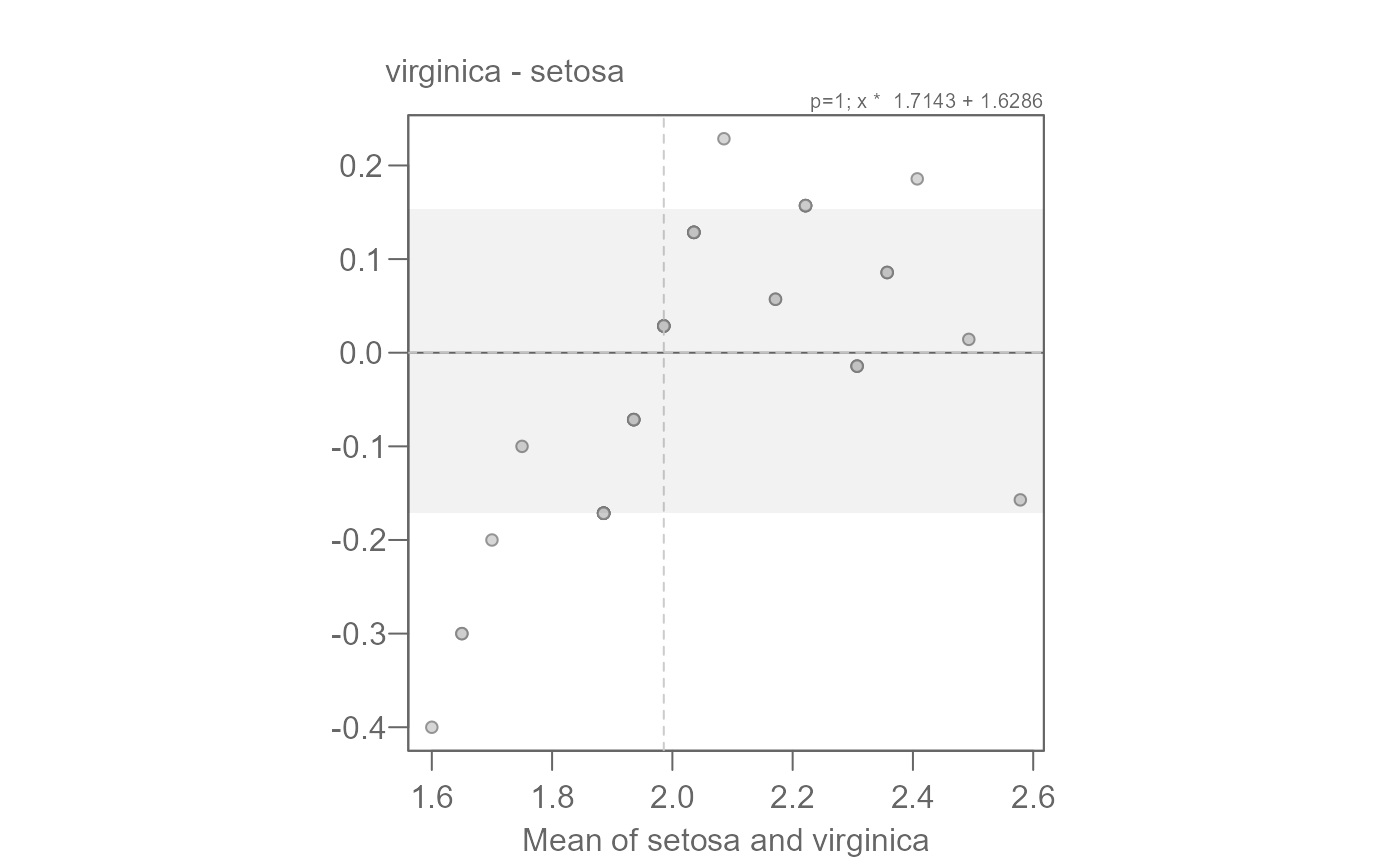 virginica - setosa
p=1; x *  1.7143 + 1.6286
0.2
0.1
0.0
-0.1
-0.2
-0.3
-0.4
1.6 1.8 2.0 2.2 2.4 2.6
Mean of setosa and virginica